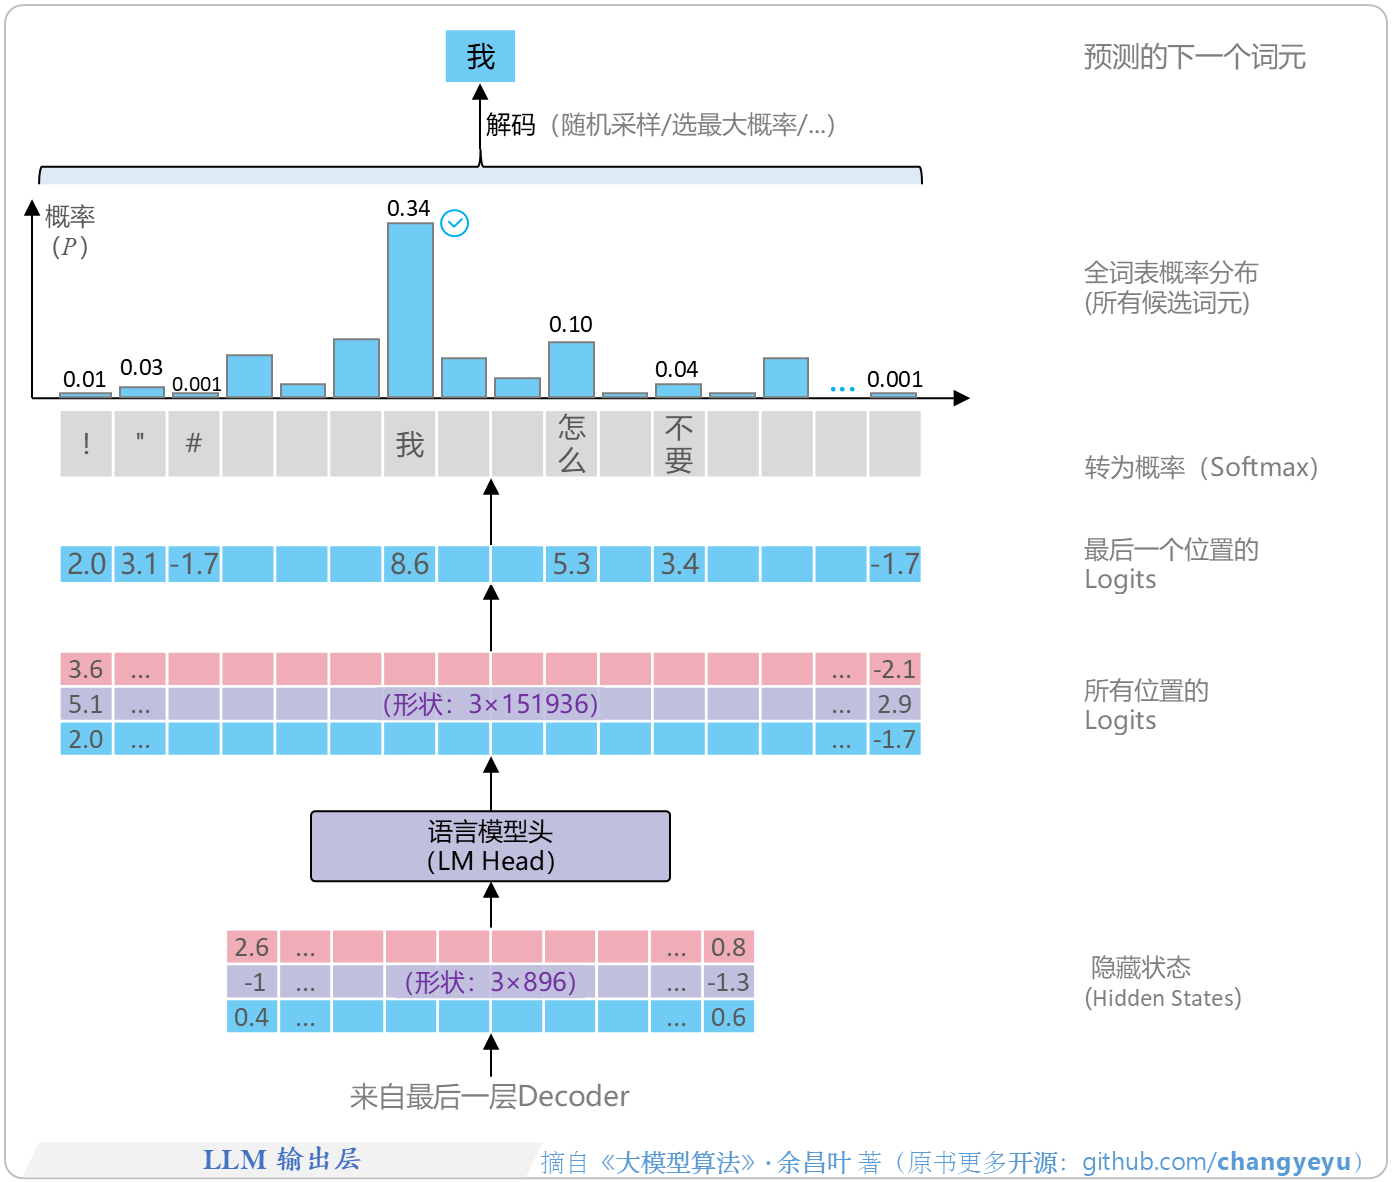 我
预测的下一个词元
解码（随机采样/选最大概率/...）
概率
（P）
0.34
0.10
0.01
0.03
0.001
0.04
...
0.001
全词表概率分布
(所有候选词元)
! " # 我 怎么 不要
转为概率（Softmax）
2.0 3.1 -1.7 8.6 5.3 3.4 -1.7
最后一个位置的
Logits
3.6 ... ... -2.1
5.1 ... （形状：3×151936） ... 2.9
2.0 ... ... -1.7
所有位置的
Logits
语言模型头
（LM Head）
2.6 ... ... 0.8
-1 ... （形状：3×896） ... -1.3
0.4 ... ... 0.6
隐藏状态
(Hidden States)
来自最后一层Decoder
LLM 输出层
摘自《大模型算法》· 余昌叶 著（原书更多开源：github.com/changyeyu）